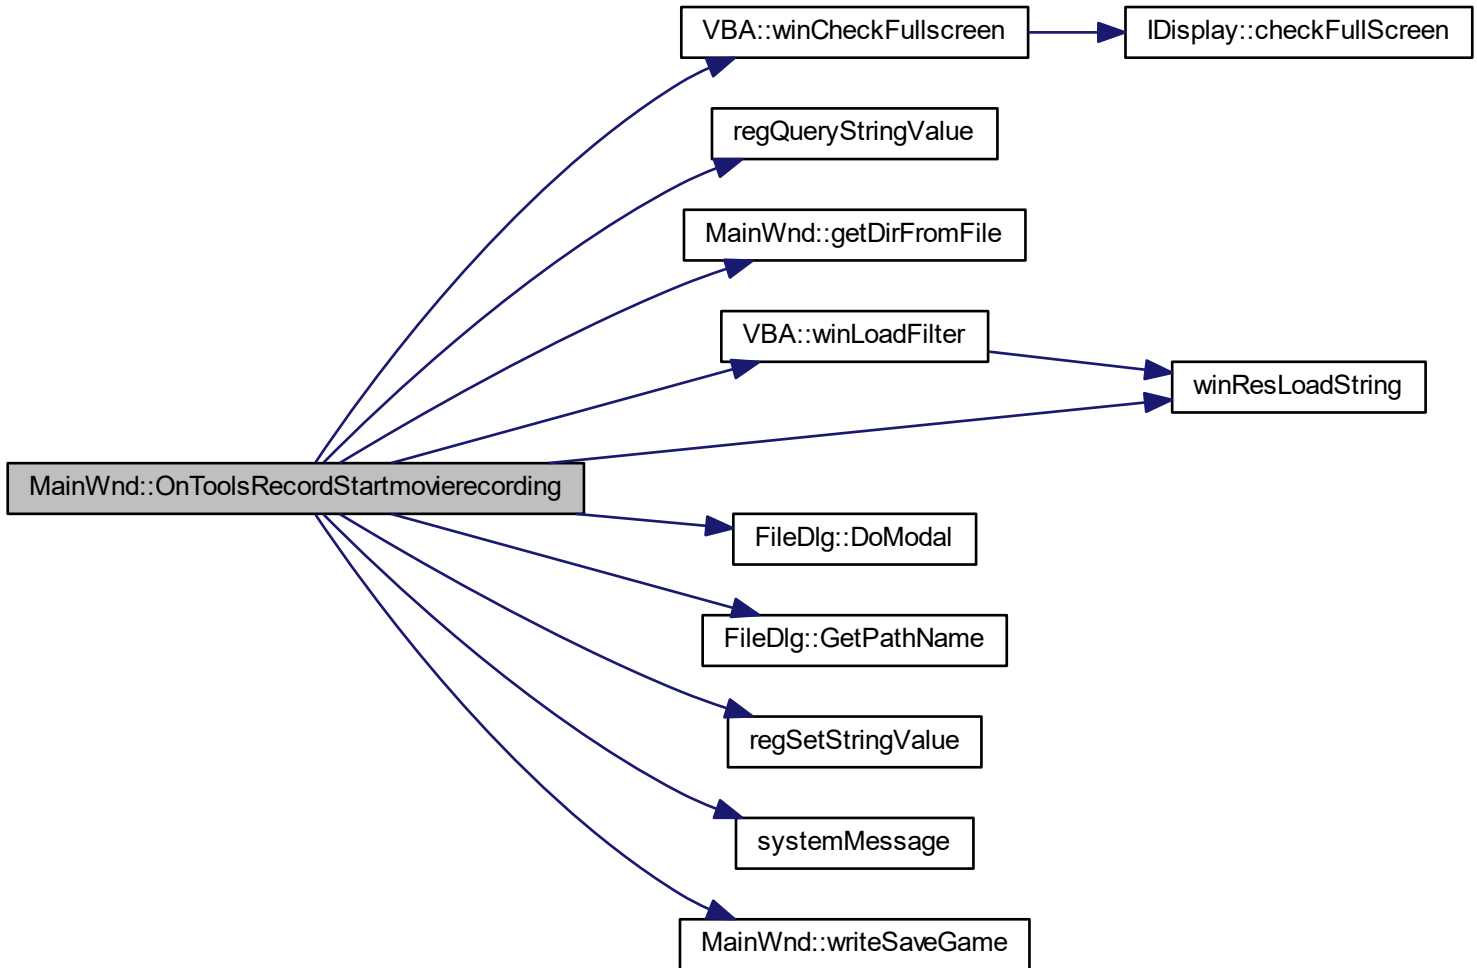 VBA::winCheckFullscreen
IDisplay::checkFullScreen
regQueryStringValue
MainWnd::getDirFromFile
VBA::winLoadFilter
winResLoadString
MainWnd::OnToolsRecordStartmovierecording
FileDlg::DoModal
FileDlg::GetPathName
regSetStringValue
systemMessage
MainWnd::writeSaveGame